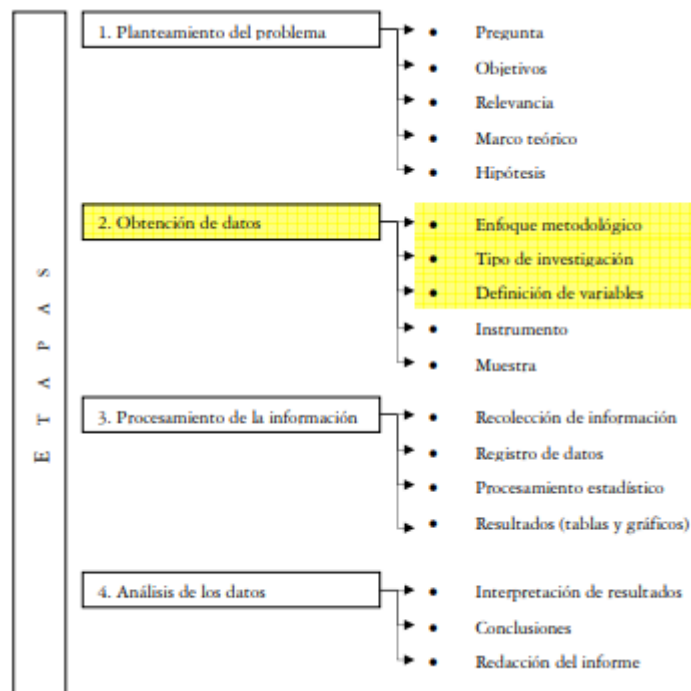 ETAPAS
1. Planteamiento del problema
• Pregunta
• Objetivos
• Relevancia
• Marco teórico
• Hipótesis
2. Obtención de datos
• Enfoque metodológico
• Tipo de investigación
• Definición de variables
• Instrumento
• Muestra
3. Procesamiento de la información
• Recolección de información
• Registro de datos
• Procesamiento estadístico
• Resultados (tablas y gráficos)
4. Análisis de los datos
• Interpretación de resultados
• Conclusiones
• Redacción del informe